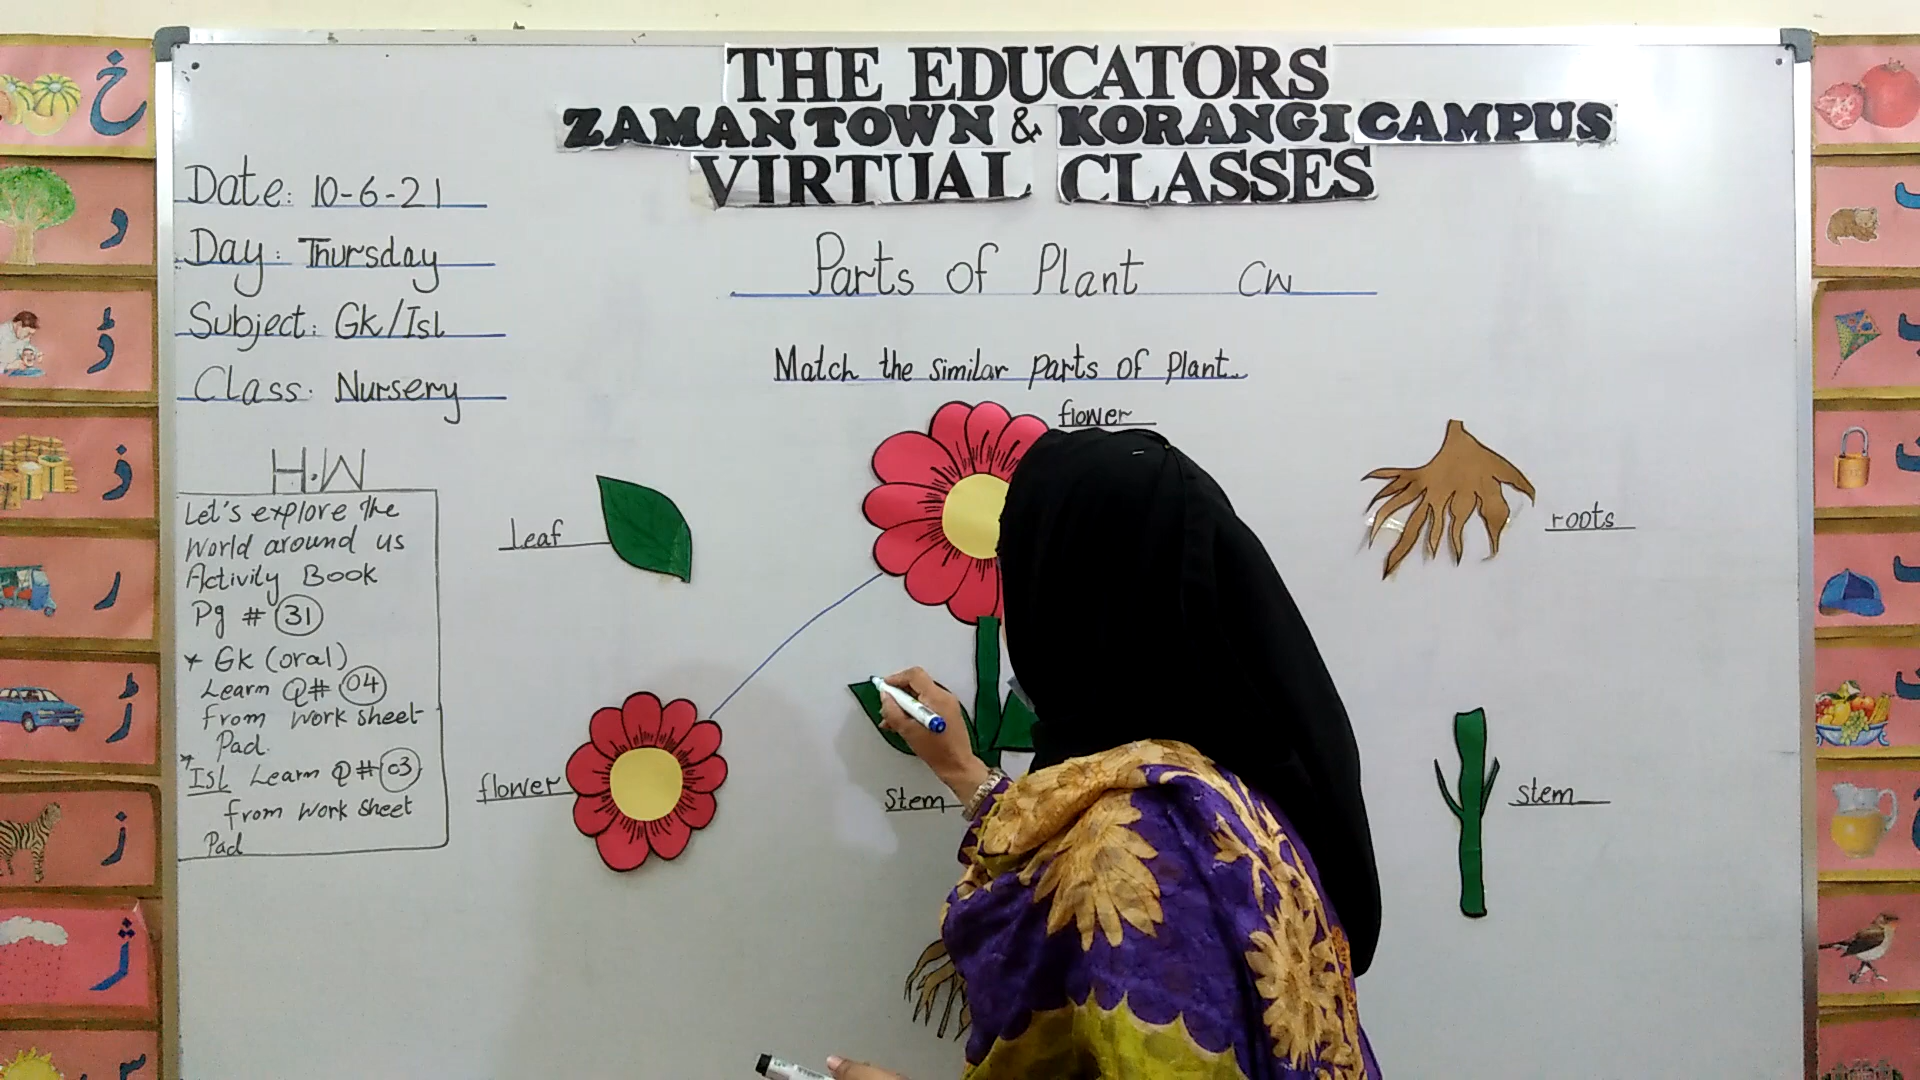 THE EDUCATORS
ZAMAN TOWN & KORANGI CAMPUS
VIRTUAL CLASSES
Date: 10-6-21
Day: Thursday
Subject: Gk/Isl
Class: Nursery
Parts of Plant CW
Match the similar parts of Plant.
H.W
Let's explore the
World around us
Activity Book
Pg # 31
* GK (oral)
Learn Q# 04
from work sheet
Pad.
* Isl Learn Q# 03
from work sheet
Pad
flower
leaf
roots
flower
Stem
stem
خ
د
ڈ
ذ
ر
ڑ
ز
ژ
س